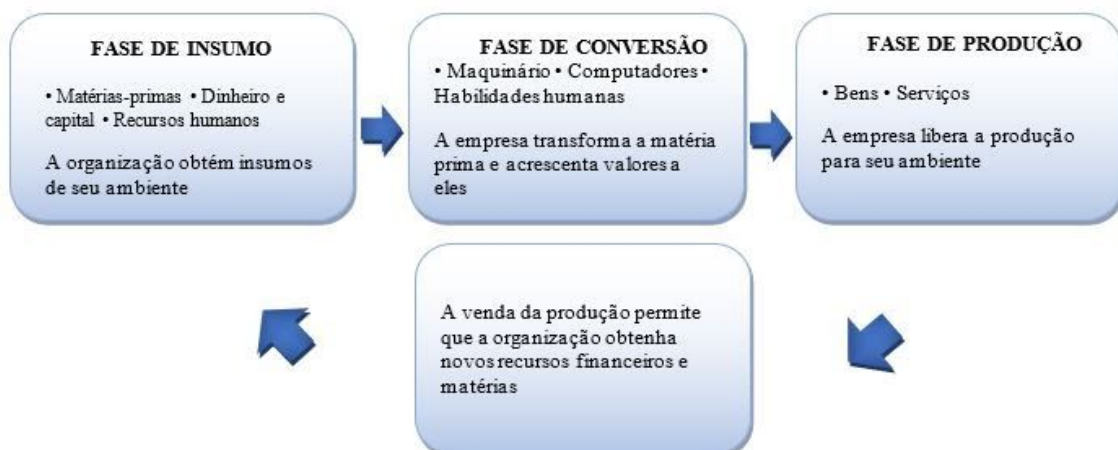 FASE DE INSUMO
• Matérias-primas • Dinheiro e
capital • Recursos humanos
A organização obtém insumos
de seu ambiente
FASE DE CONVERSÃO
• Maquinário • Computadores •
Habilidades humanas
A empresa transforma a matéria
prima e acrescenta valores a
eles
FASE DE PRODUÇÃO
• Bens • Serviços
A empresa libera a produção
para seu ambiente
A venda da produção permite
que a organização obtenha
novos recursos financeiros e
matérias